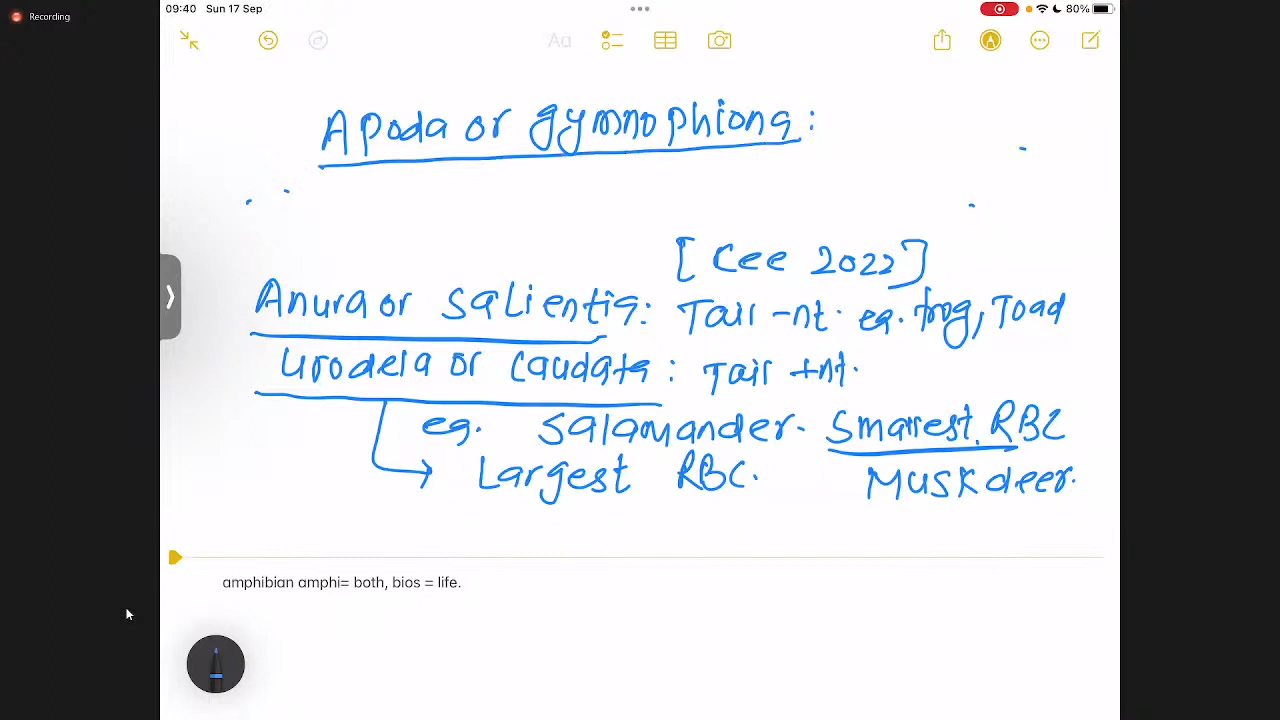 Recording
09:40 Sun 17 Sep
80%
Aa
Apoda or gymnophiona:
[Cee 2022]
Anura or Salientia: Tail -nt. eg. frog, Toad
Urodela or Caudata: Tail +nt.
eg. Salamander. Smallest RBC
Largest RBC. Muskdeer.
amphibian amphi= both, bios = life.